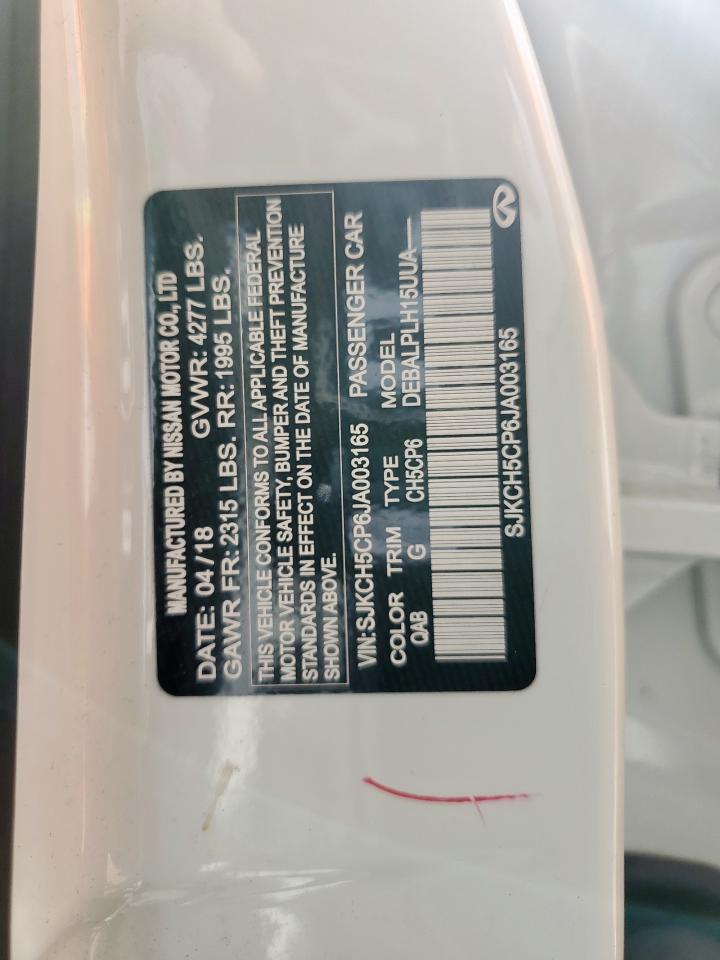 MANUFACTURED BY NISSAN MOTOR CO., LTD
DATE: 04/18 GVWR: 4277 LBS.
GAWR FR: 2315 LBS. RR: 1995 LBS.
THIS VEHICLE CONFORMS TO ALL APPLICABLE FEDERAL
MOTOR VEHICLE SAFETY, BUMPER AND THEFT PREVENTION
STANDARDS IN EFFECT ON THE DATE OF MANUFACTURE
SHOWN ABOVE.
VIN:SJKCH5CP6JA003165 PASSENGER CAR
COLOR TRIM TYPE MODEL
QAB G CH5CP6 DEBALPLH15UUA—
SJKCH5CP6JA003165